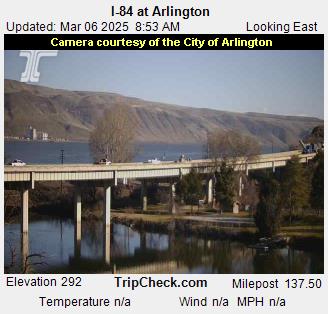 I-84 at Arlington
Updated: Mar 06 2025 8:53 AM Looking East
Camera courtesy of the City of Arlington
Elevation 292 TripCheck.com Milepost 137.50
Temperature n/a Wind n/a MPH n/a